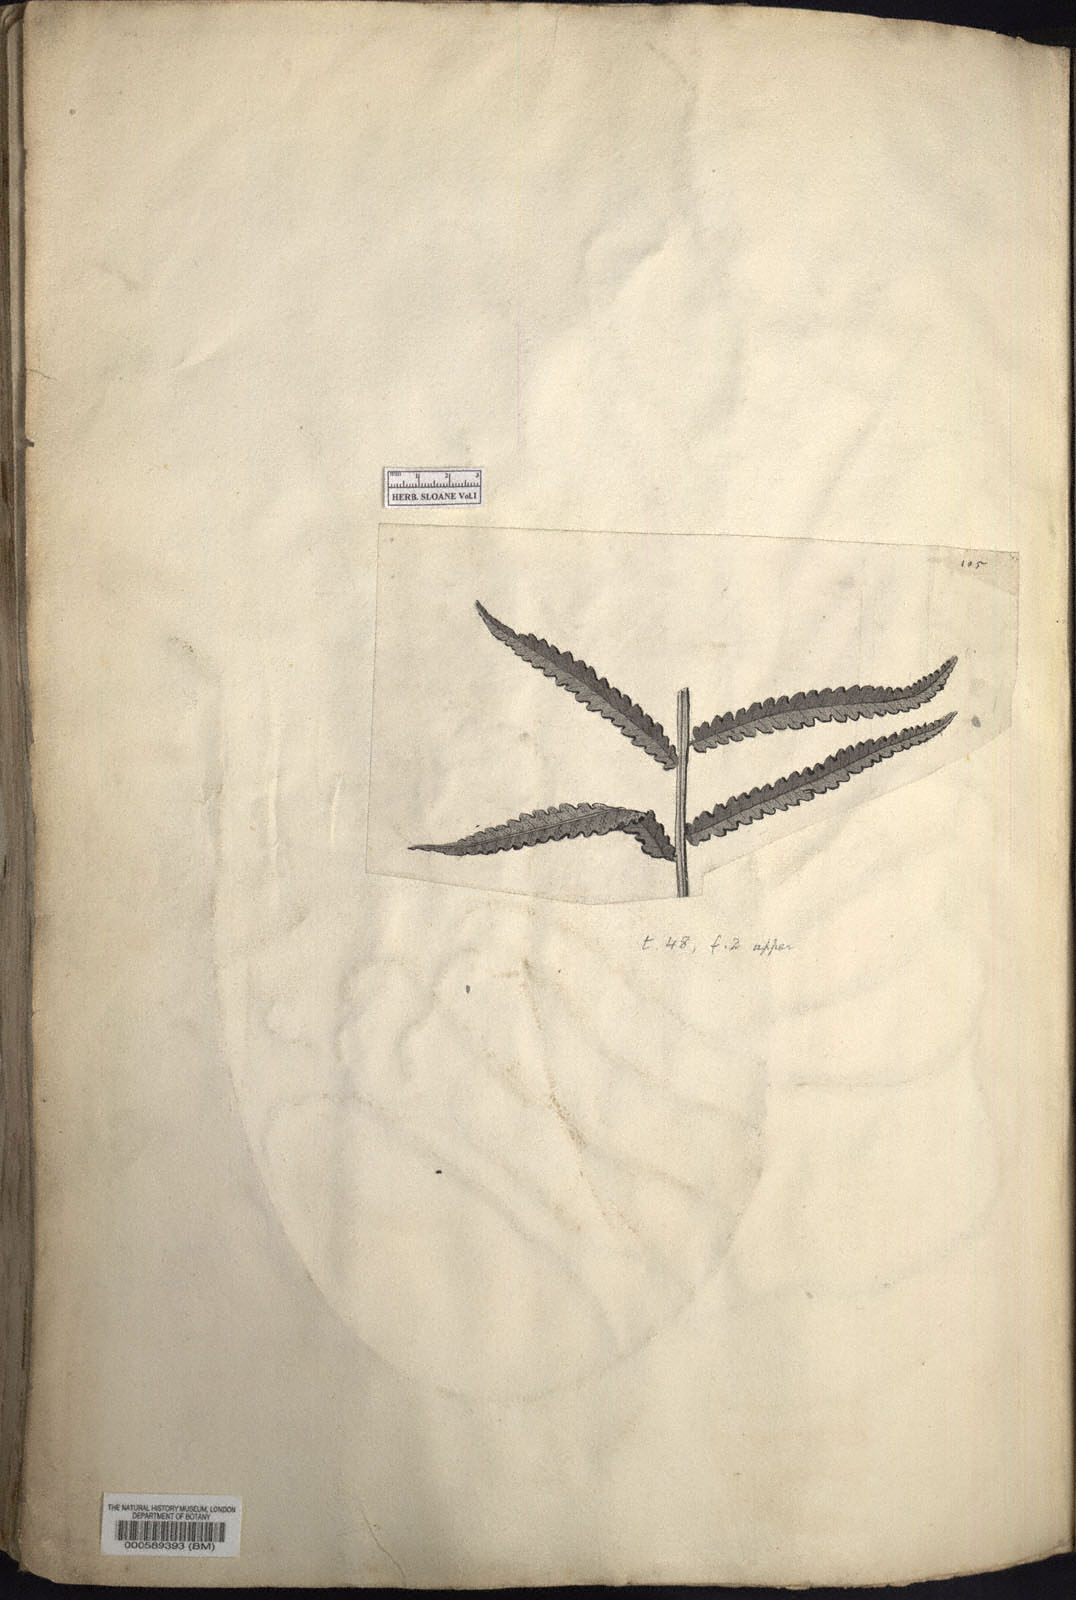 mm 1 2 3
HERB. SLOANE Vol.I
105
t. 48, f. 2 upper
THE NATURAL HISTORY MUSEUM, LONDON
DEPARTMENT OF BOTANY
000589393 (BM)